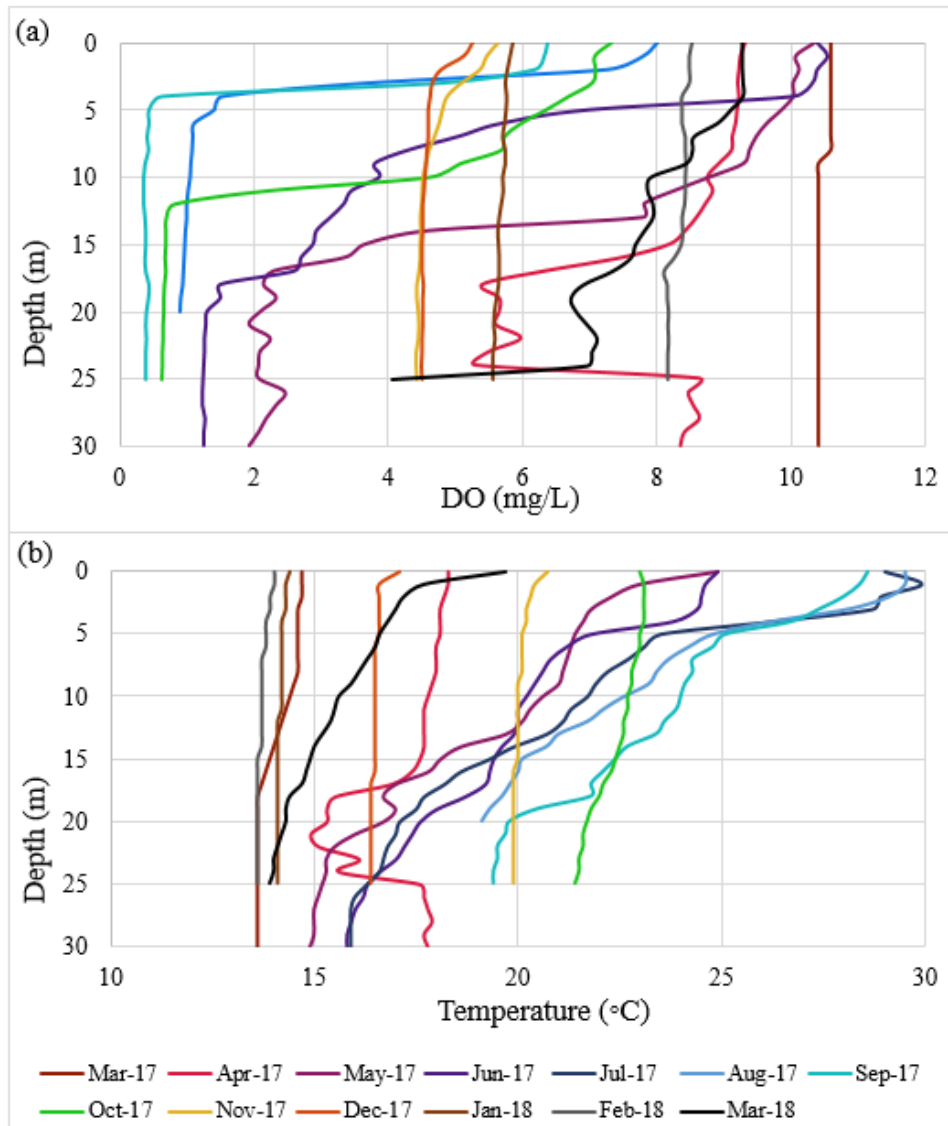 (a)
0
5
10
15
20
25
30
Depth (m)
0 2 4 6 8 10 12
DO (mg/L)
(b)
0
5
10
15
20
25
30
Depth (m)
10 15 20 25 30
Temperature (◦C)
Mar-17 Apr-17 May-17 Jun-17 Jul-17 Aug-17 Sep-17
Oct-17 Nov-17 Dec-17 Jan-18 Feb-18 Mar-18